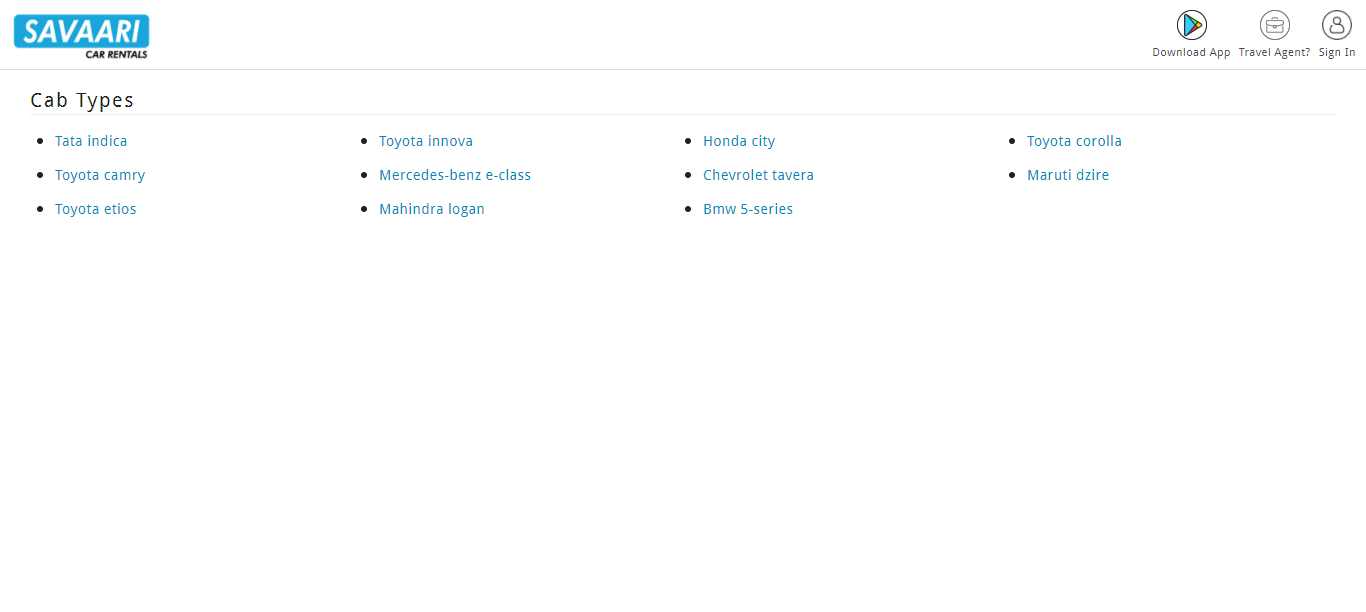 SAVAARI
CAR RENTALS
Download App Travel Agent? Sign In
Cab Types
Tata indica Toyota innova Honda city Toyota corolla
Toyota camry Mercedes-benz e-class Chevrolet tavera Maruti dzire
Toyota etios Mahindra logan Bmw 5-series